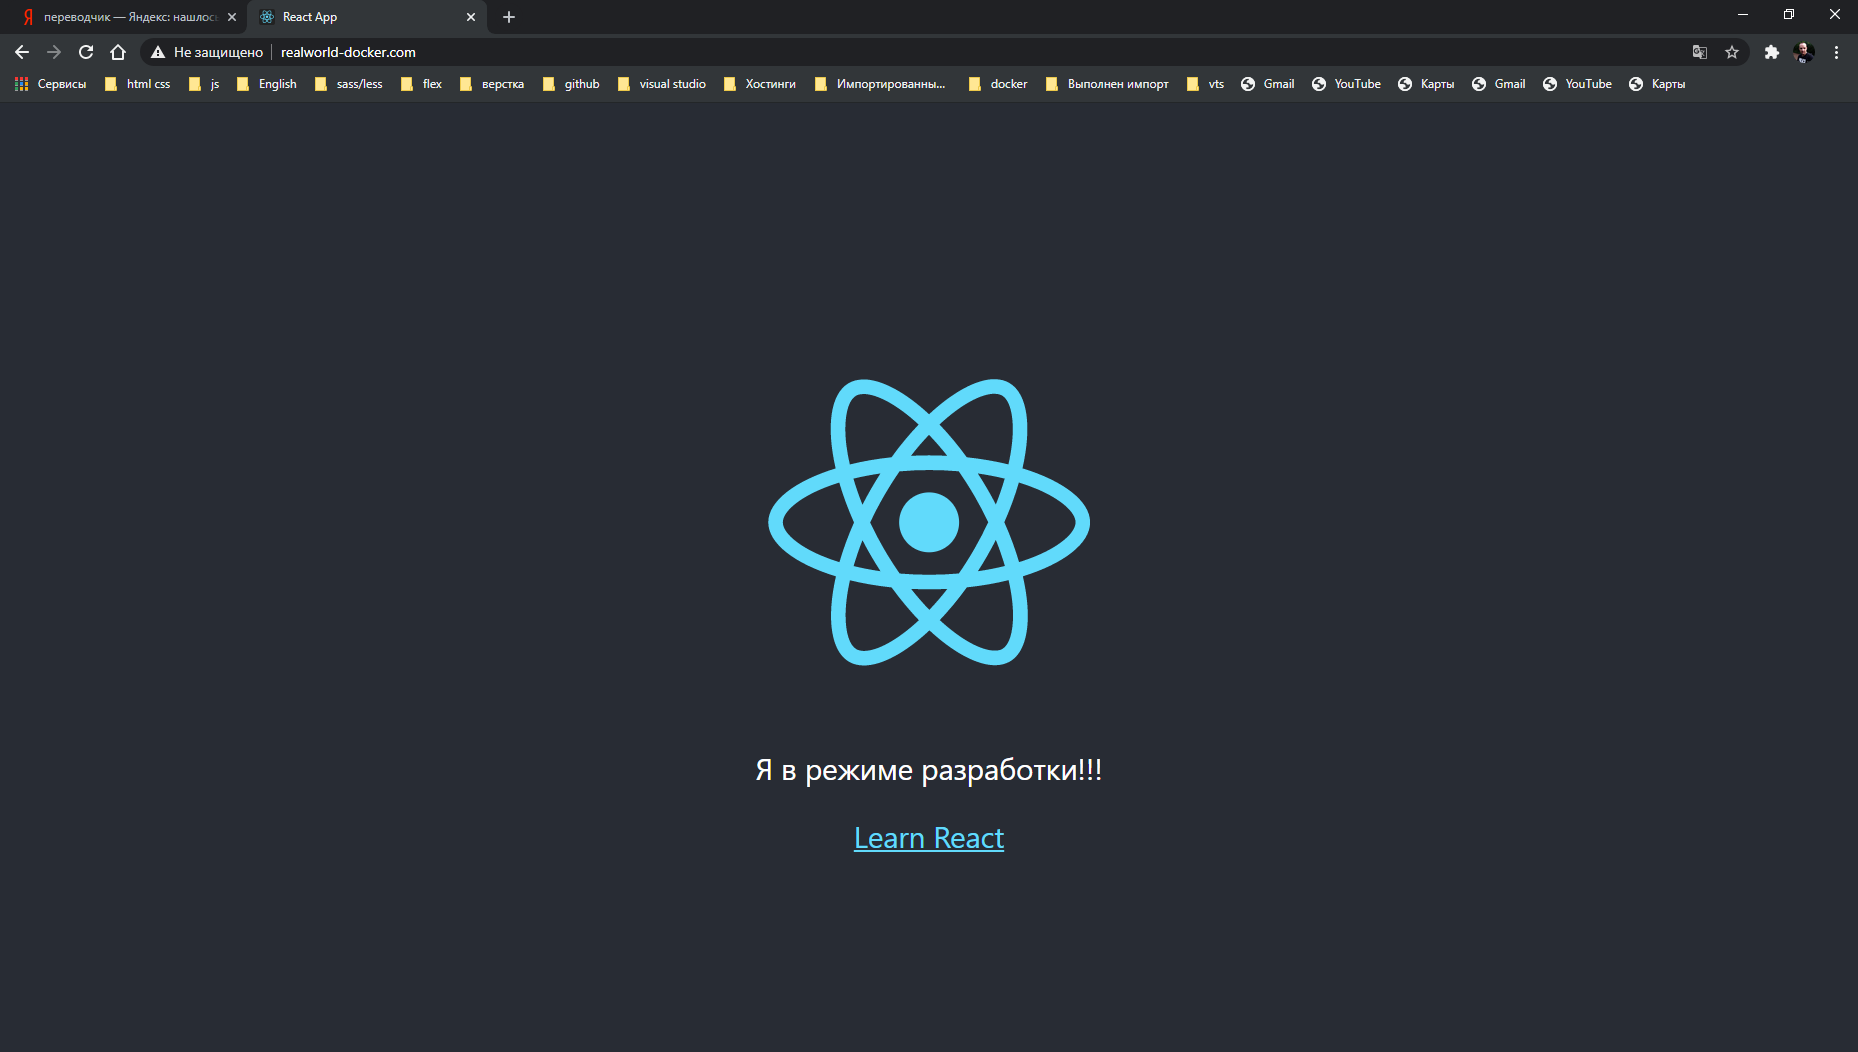 Я переводчик — Яндекс: нашлось React App
Не защищено realworld-docker.com
Сервисы html css js English sass/less flex верстка github visual studio Хостинги Импортированны... docker Выполнен импорт vts Gmail YouTube Карты Gmail YouTube Карты
Я в режиме разработки!!!
Learn React